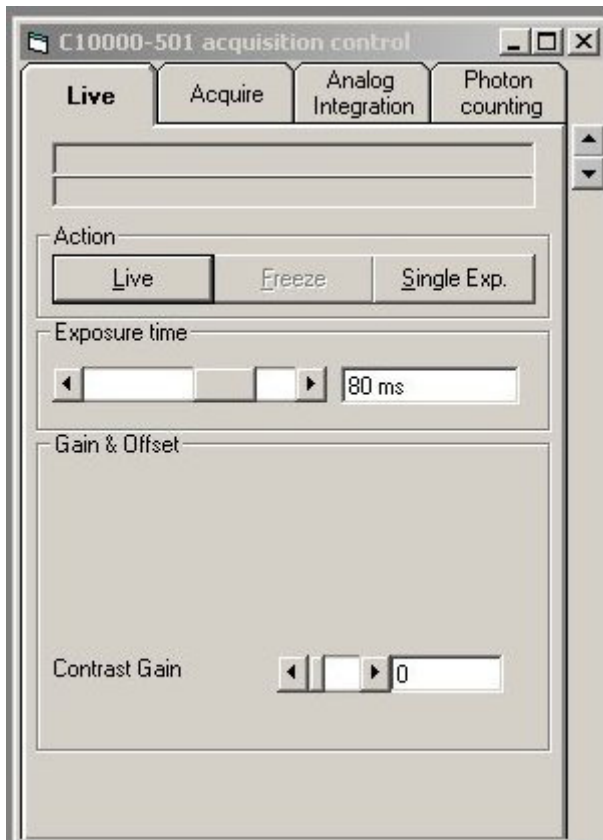 C10000-501 acquisition control
Live
Acquire
Analog
Integration
Photon
counting
Action
Live
Freeze
Single Exp.
Exposure time
80 ms
Gain & Offset
Contrast Gain
0